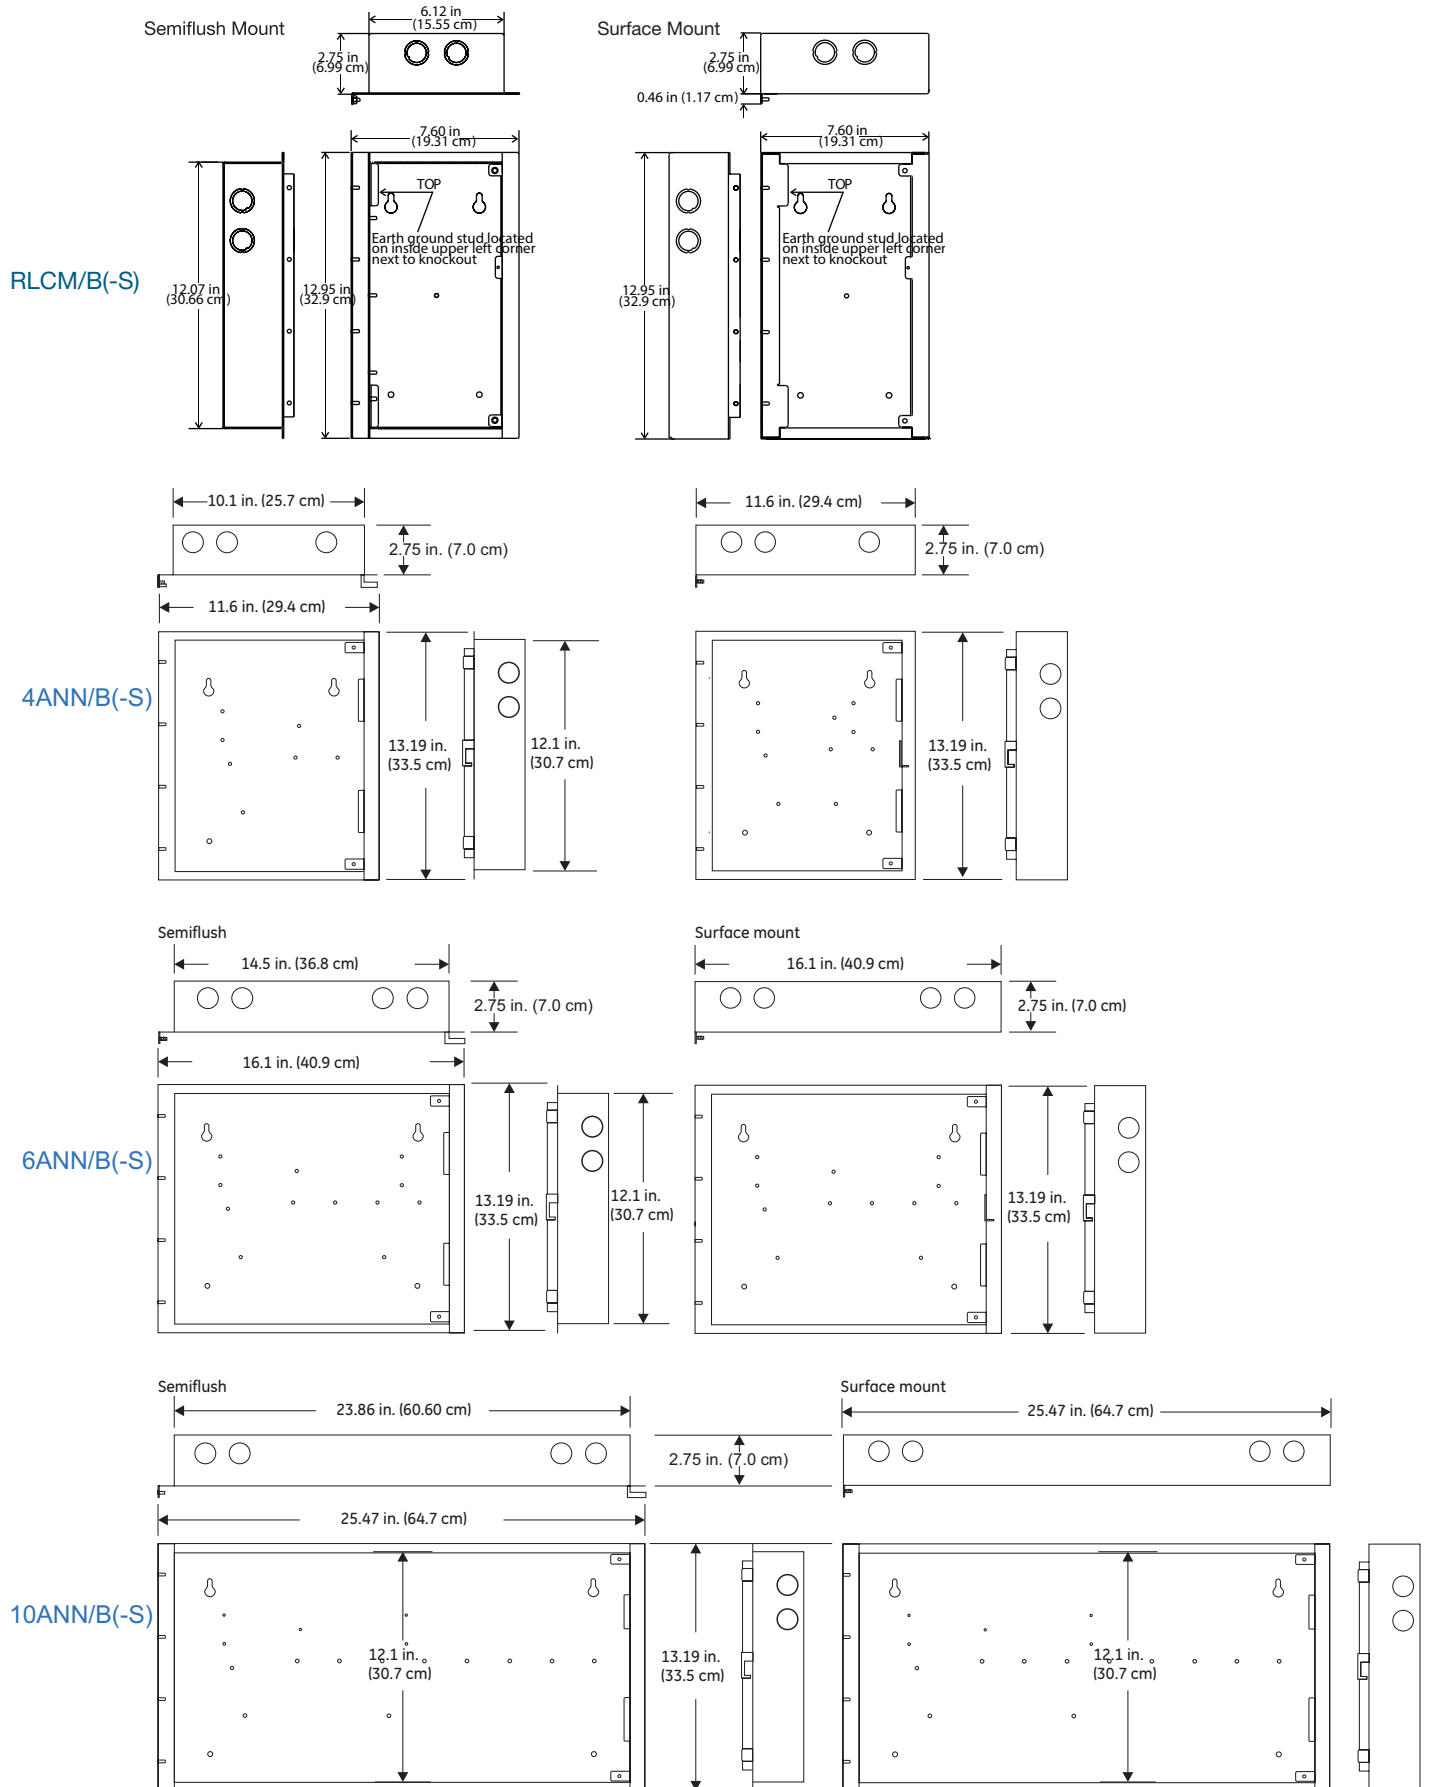 Semiflush Mount
6.12 in
(15.55 cm)
2.75 in
(6.99 cm)
Surface Mount
2.75 in
(6.99 cm)
0.46 in (1.17 cm)
7.60 in
(19.31 cm)
7.60 in
(19.31 cm)
TOP
Earth ground stud located
on inside upper left corner
next to knockout
TOP
Earth ground stud located
on inside upper left corner
next to knockout
RLCM/B(-S)
12.07 in
(30.66 cm)
12.95 in
(32.9 cm)
12.95 in
(32.9 cm)
10.1 in. (25.7 cm)
2.75 in. (7.0 cm)
11.6 in. (29.4 cm)
11.6 in. (29.4 cm)
2.75 in. (7.0 cm)
4ANN/B(-S)
13.19 in.
(33.5 cm)
12.1 in.
(30.7 cm)
13.19 in.
(33.5 cm)
Semiflush
14.5 in. (36.8 cm)
2.75 in. (7.0 cm)
16.1 in. (40.9 cm)
Surface mount
16.1 in. (40.9 cm)
2.75 in. (7.0 cm)
6ANN/B(-S)
13.19 in.
(33.5 cm)
12.1 in.
(30.7 cm)
13.19 in.
(33.5 cm)
Semiflush
23.86 in. (60.60 cm)
2.75 in. (7.0 cm)
25.47 in. (64.7 cm)
Surface mount
25.47 in. (64.7 cm)
10ANN/B(-S)
12.1 in.
(30.7 cm)
13.19 in.
(33.5 cm)
12.1 in.
(30.7 cm)